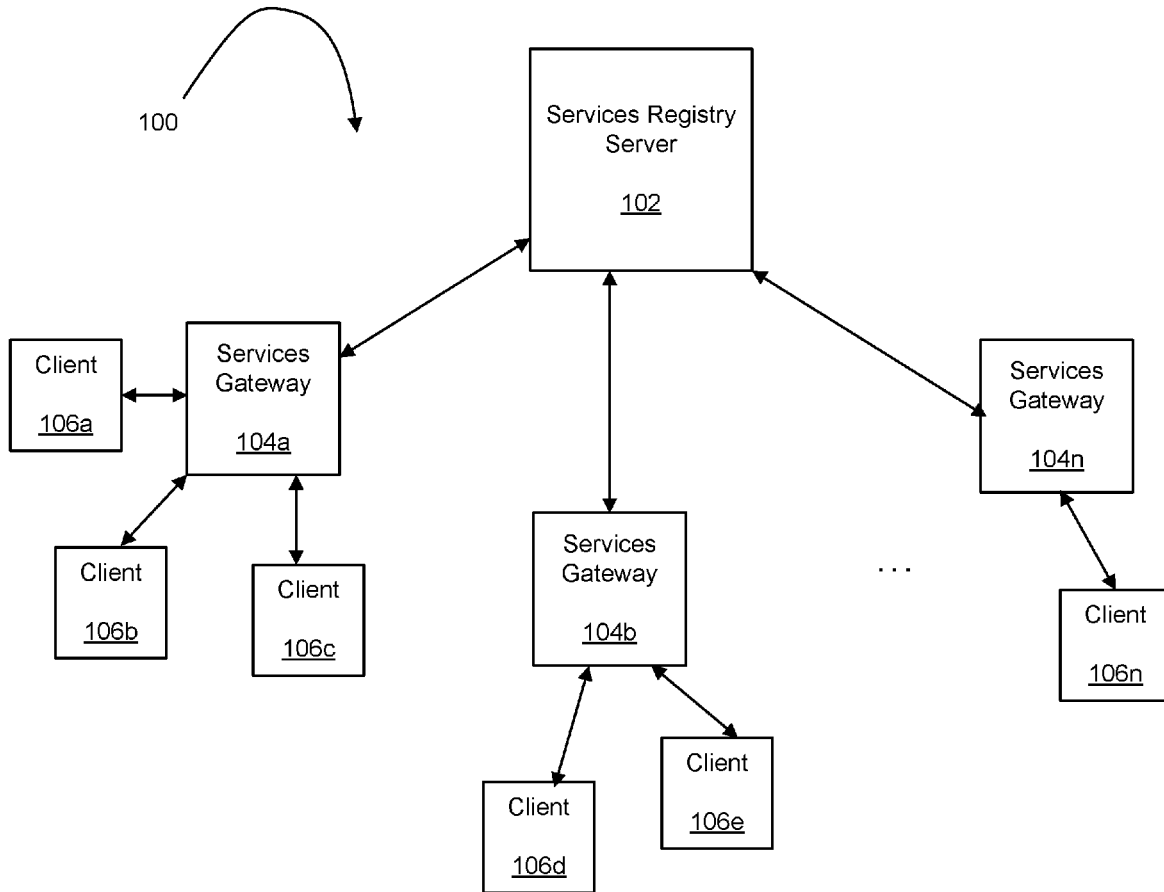 100
Services Registry
Server
102
Services
Gateway
104a
Client
106a
Client
106b
Client
106c
Services
Gateway
104b
Client
106d
Client
106e
. . .
Services
Gateway
104n
Client
106n